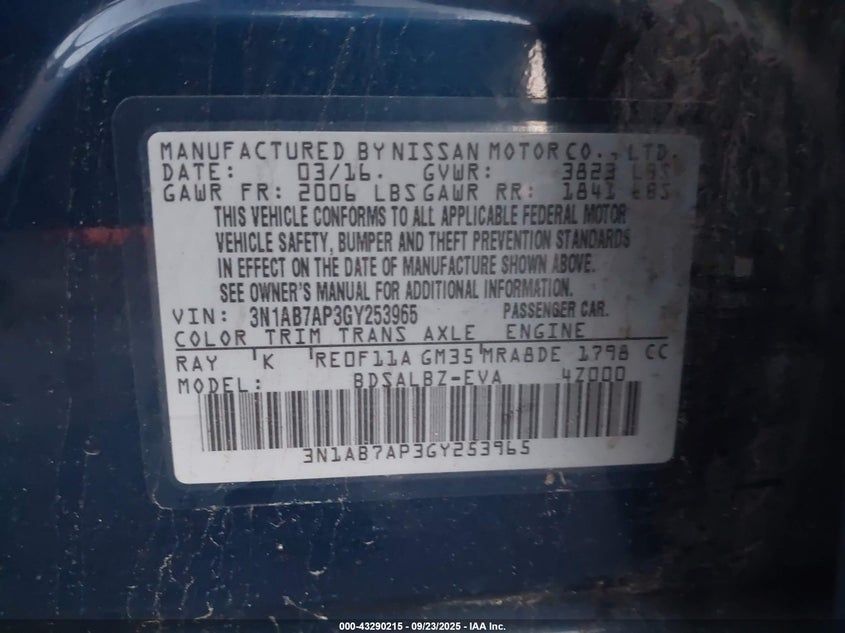 MANUFACTURED BY NISSAN MOTOR CO., LTD.
DATE: 03/16. GVWR: 3823 LBS
GAWR FR: 2006 LBS GAWR RR: 1841 LBS
THIS VEHICLE CONFORMS TO ALL APPLICABLE FEDERAL MOTOR
VEHICLE SAFETY, BUMPER AND THEFT PREVENTION STANDARDS
IN EFFECT ON THE DATE OF MANUFACTURE SHOWN ABOVE.
SEE OWNER'S MANUAL FOR ADDITIONAL INFORMATION.
VIN: 3N1AB7AP3GY253965 PASSENGER CAR.
COLOR TRIM TRANS AXLE ENGINE
RAY K RE0F11A GM35 MRA8DE 1798 CC
MODEL: BDSALBZ-EVA 4Z000
3N1AB7AP3GY253965
000-43290215 - 09/23/2025 - IAA Inc.